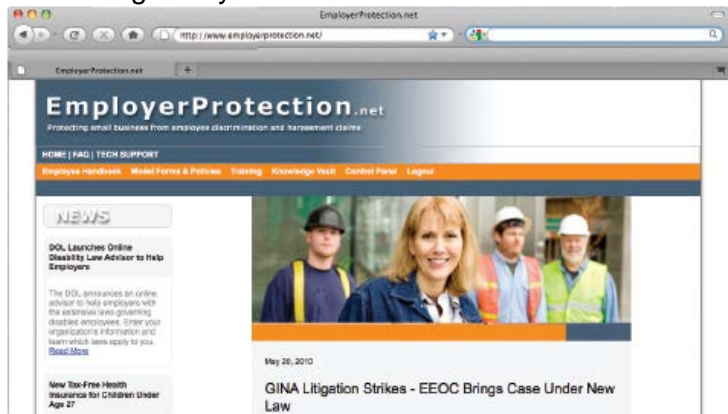 EmployerProtection.net
http://www.employerprotection.net/
EmployerProtection.net
EmployerProtection.net
Protecting small business from employee discrimination and harassment claims
HOME | FAQ | TECH SUPPORT
Employee Handbook Model Forms & Policies Training Knowledge Vault Control Panel Logout
NEWS
DOL Launches Online
Disability Law Advisor to Help
Employers
The DOL announces an online
advisor to help employers with
the extensive laws governing
disabled employees. Enter your
organization's information and
learn which laws apply to you.
Read More
New Tax-Free Health
Insurance for Children Under
Age 27
May 20, 2010
GINA Litigation Strikes - EEOC Brings Case Under New
Law